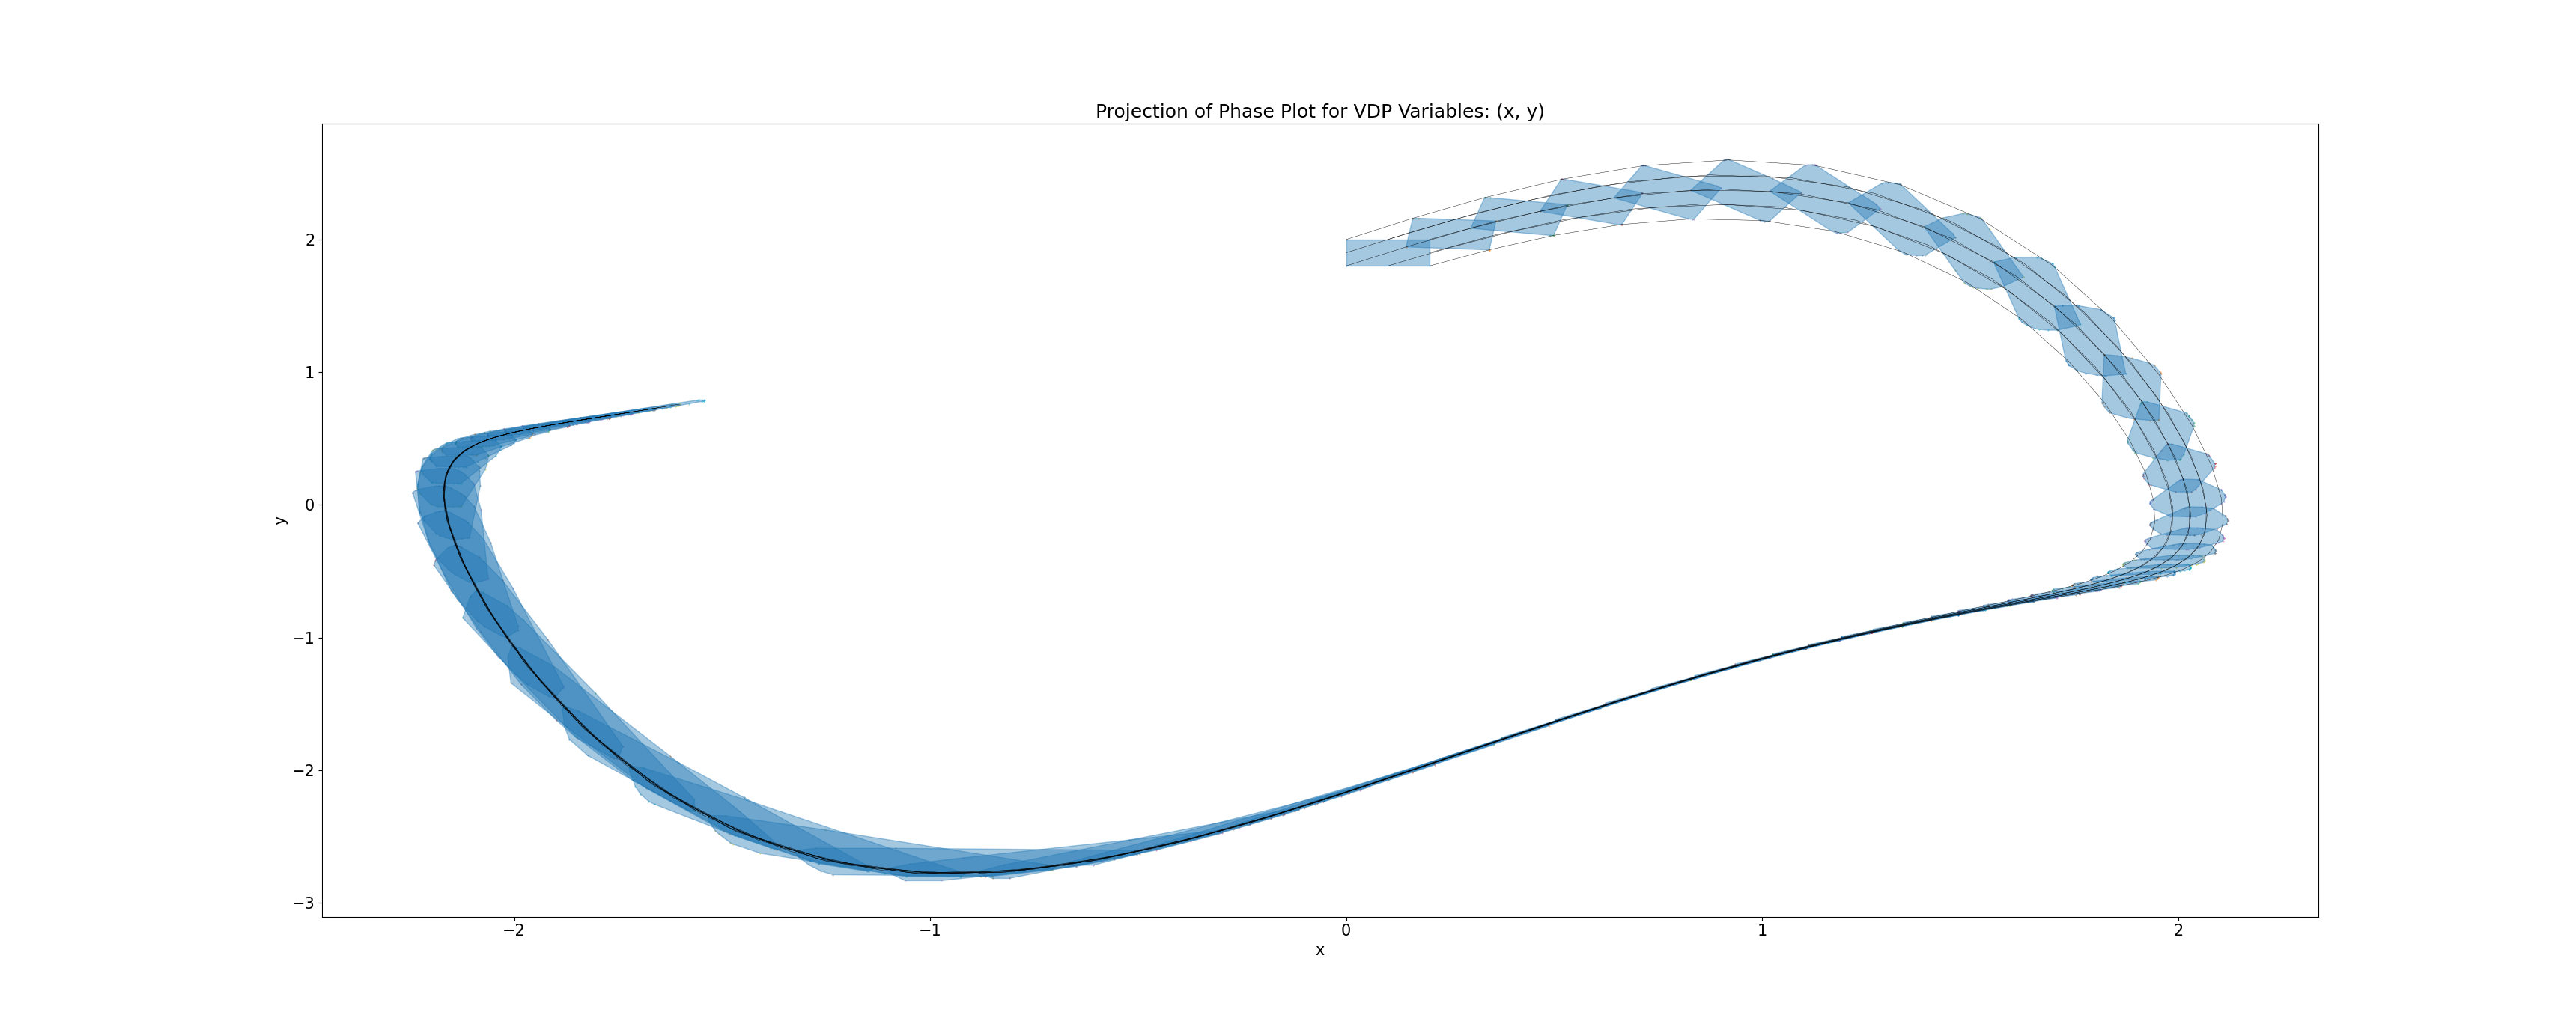 Projection of Phase Plot for VDP Variables: (x, y)
2
1
0
−1
−2
−3
y
−2 −1 0 1 2
x